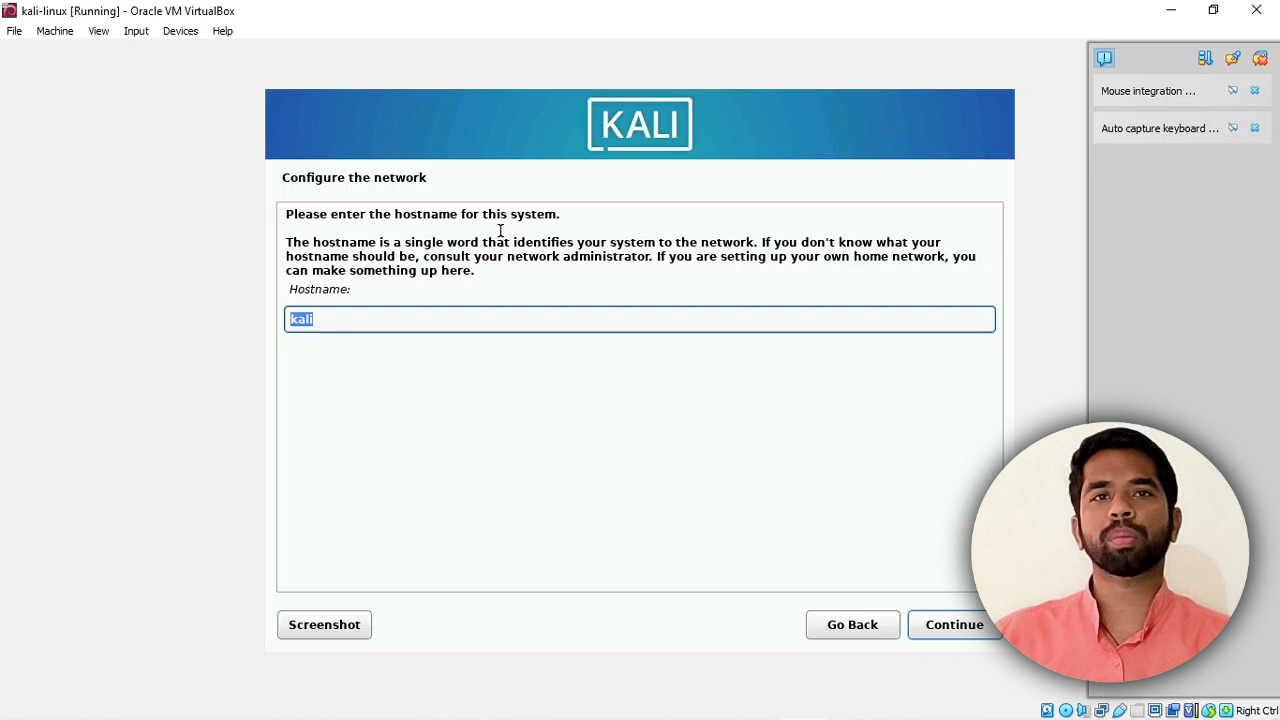 kali-linux [Running] - Oracle VM VirtualBox
File Machine View Input Devices Help
Mouse integration ...
Auto capture keyboard ...
KALI
Configure the network
Please enter the hostname for this system.
The hostname is a single word that identifies your system to the network. If you don't know what your
hostname should be, consult your network administrator. If you are setting up your own home network, you
can make something up here.
Hostname:
kali
Screenshot Go Back Continue
Right Ctrl